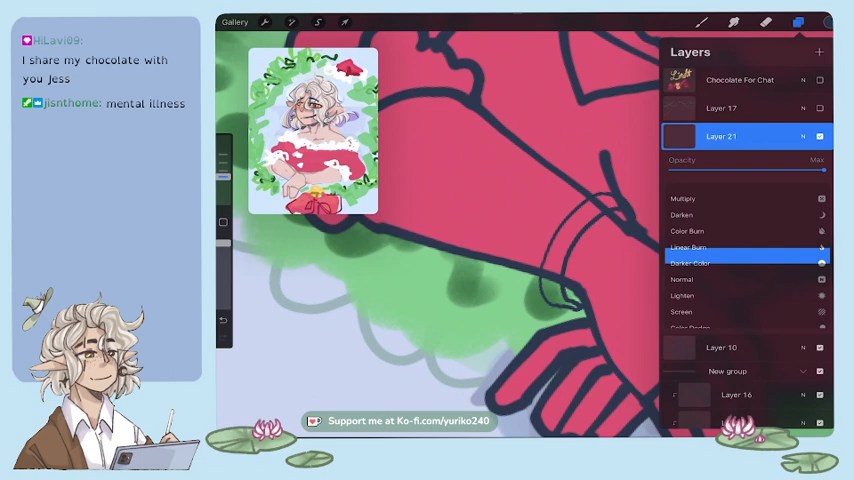 Gallery
HiLavi09:
I share my chocolate with
you Jess
jisnthome: mental illness
Layers
Chocolate For Chat N
Layer 17 N
Layer 21 N
Opacity Max
Multiply
Darken
Color Burn
Linear Burn
Darker Color
Normal
Lighten
Screen
Color Dodge
Layer 10 N
New group
Layer 16 N
Support me at Ko-fi.com/yuriko240